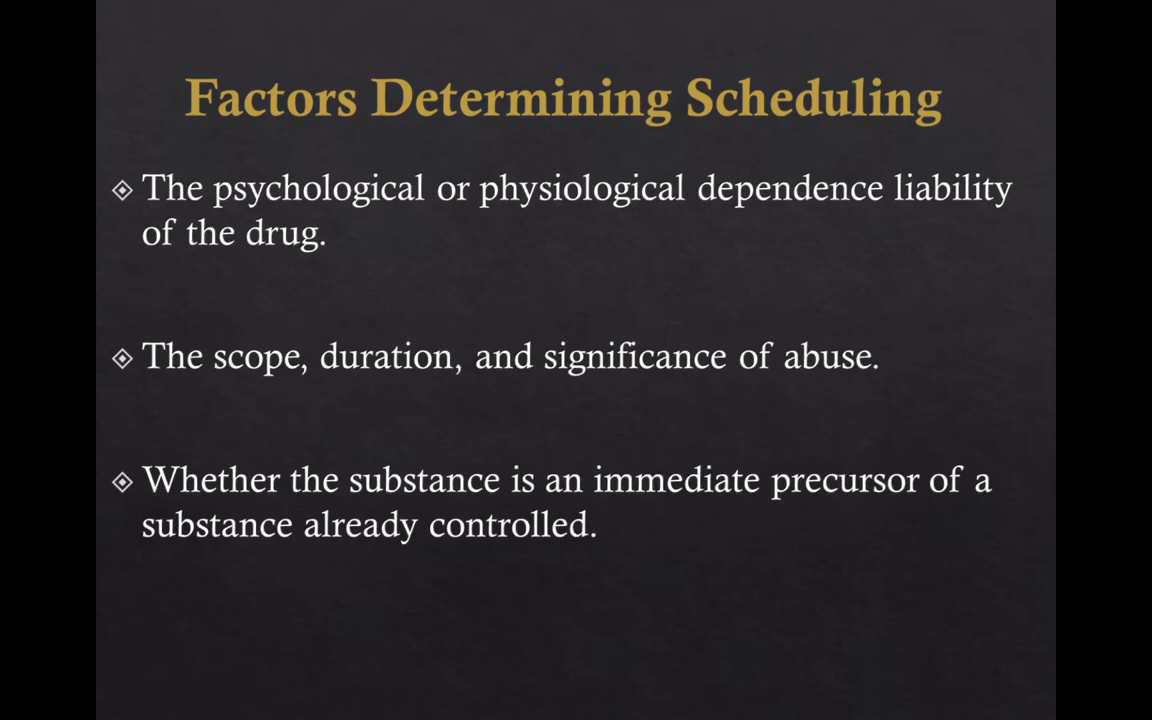 Factors Determining Scheduling
The psychological or physiological dependence liability
of the drug.
The scope, duration, and significance of abuse.
Whether the substance is an immediate precursor of a
substance already controlled.